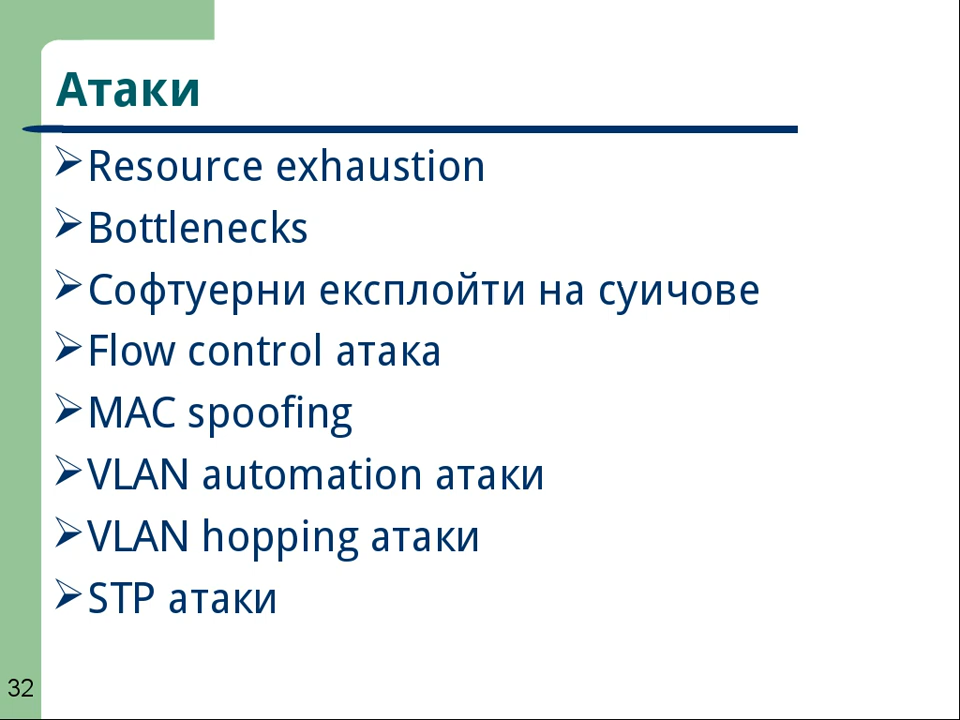 Атаки
Resource exhaustion
Bottlenecks
Софтуерни експлойти на суичове
Flow control атака
MAC spoofing
VLAN automation атаки
VLAN hopping атаки
STP атаки
32